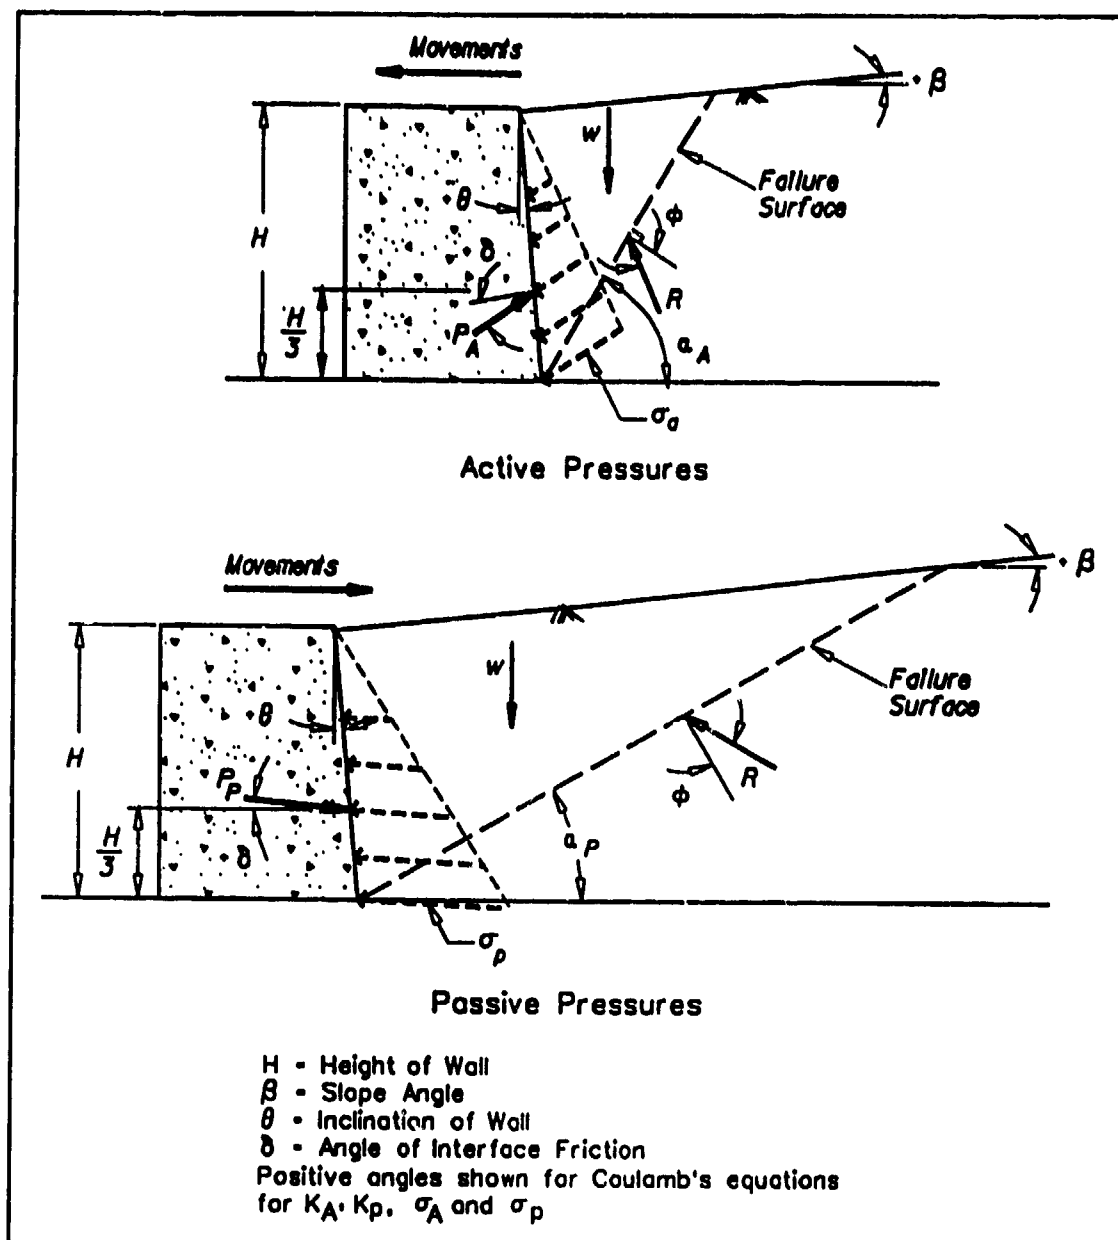 Movements
+ β
W
Failure
Surface
+ θ
H
δ
φ
R
H
3
P_A
α_A
σ_a
Active Pressures
Movements
+ β
W
Failure
Surface
+ θ
H
P_P
R
φ
H
3
+ δ
α_P
σ_p
Passive Pressures
H - Height of Wall
β - Slope Angle
θ - Inclination of Wall
δ - Angle of Interface Friction
Positive angles shown for Coulamb's equations
for K_A, K_p, σ_A and σ_p